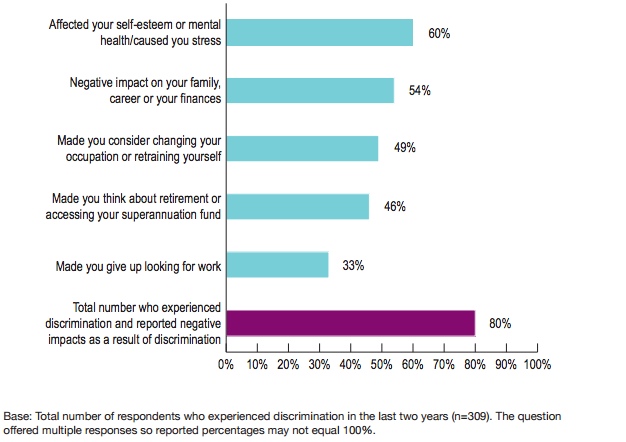 Affected your self-esteem or mental
health/caused you stress
60%
Negative impact on your family,
career or your finances
54%
Made you consider changing your
occupation or retraining yourself
49%
Made you think about retirement or
accessing your superannuation fund
46%
Made you give up looking for work
33%
Total number who experienced
discrimination and reported negative
impacts as a result of discrimination
80%
0% 10% 20% 30% 40% 50% 60% 70% 80% 90% 100%
Base: Total number of respondents who experienced discrimination in the last two years (n=309). The question
offered multiple responses so reported percentages may not equal 100%.